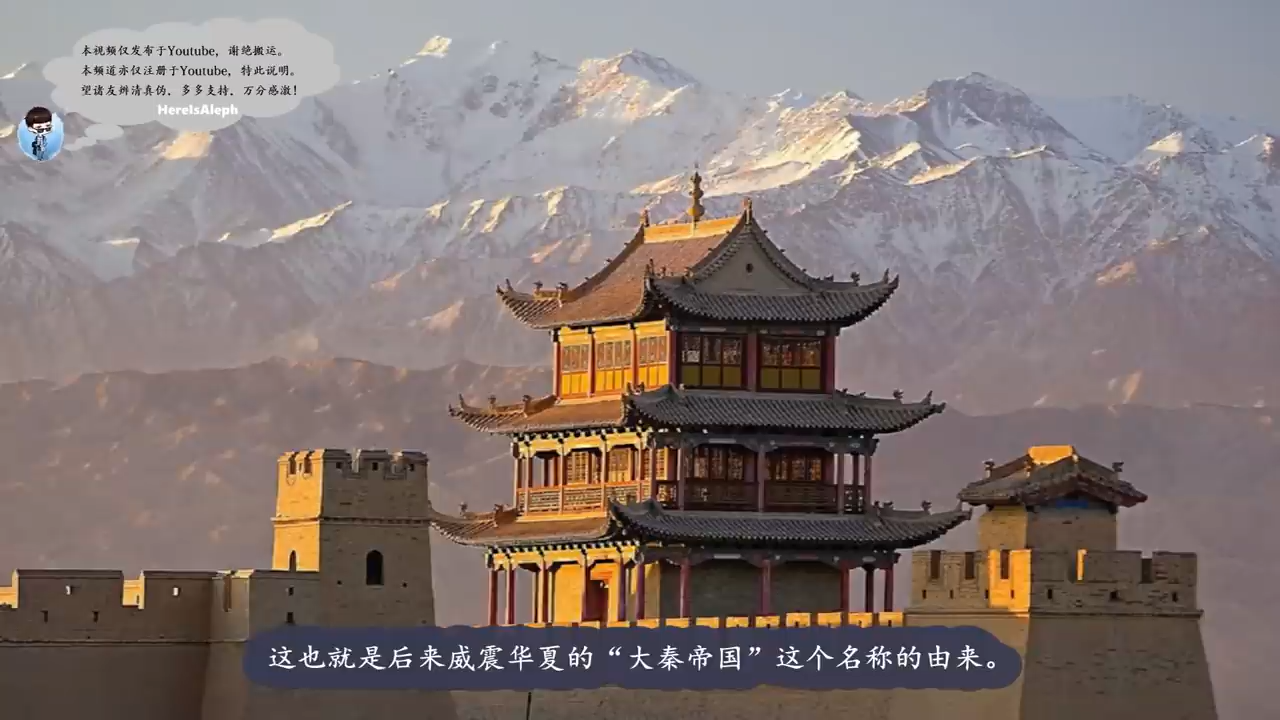 本视频仅发布于Youtube，谢绝搬运。
本频道亦仅注册于Youtube，特此说明。
望诸友辨清真伪，多多支持，万分感激！
HereIsAleph
这也就是后来威震华夏的“大秦帝国”这个名称的由来。